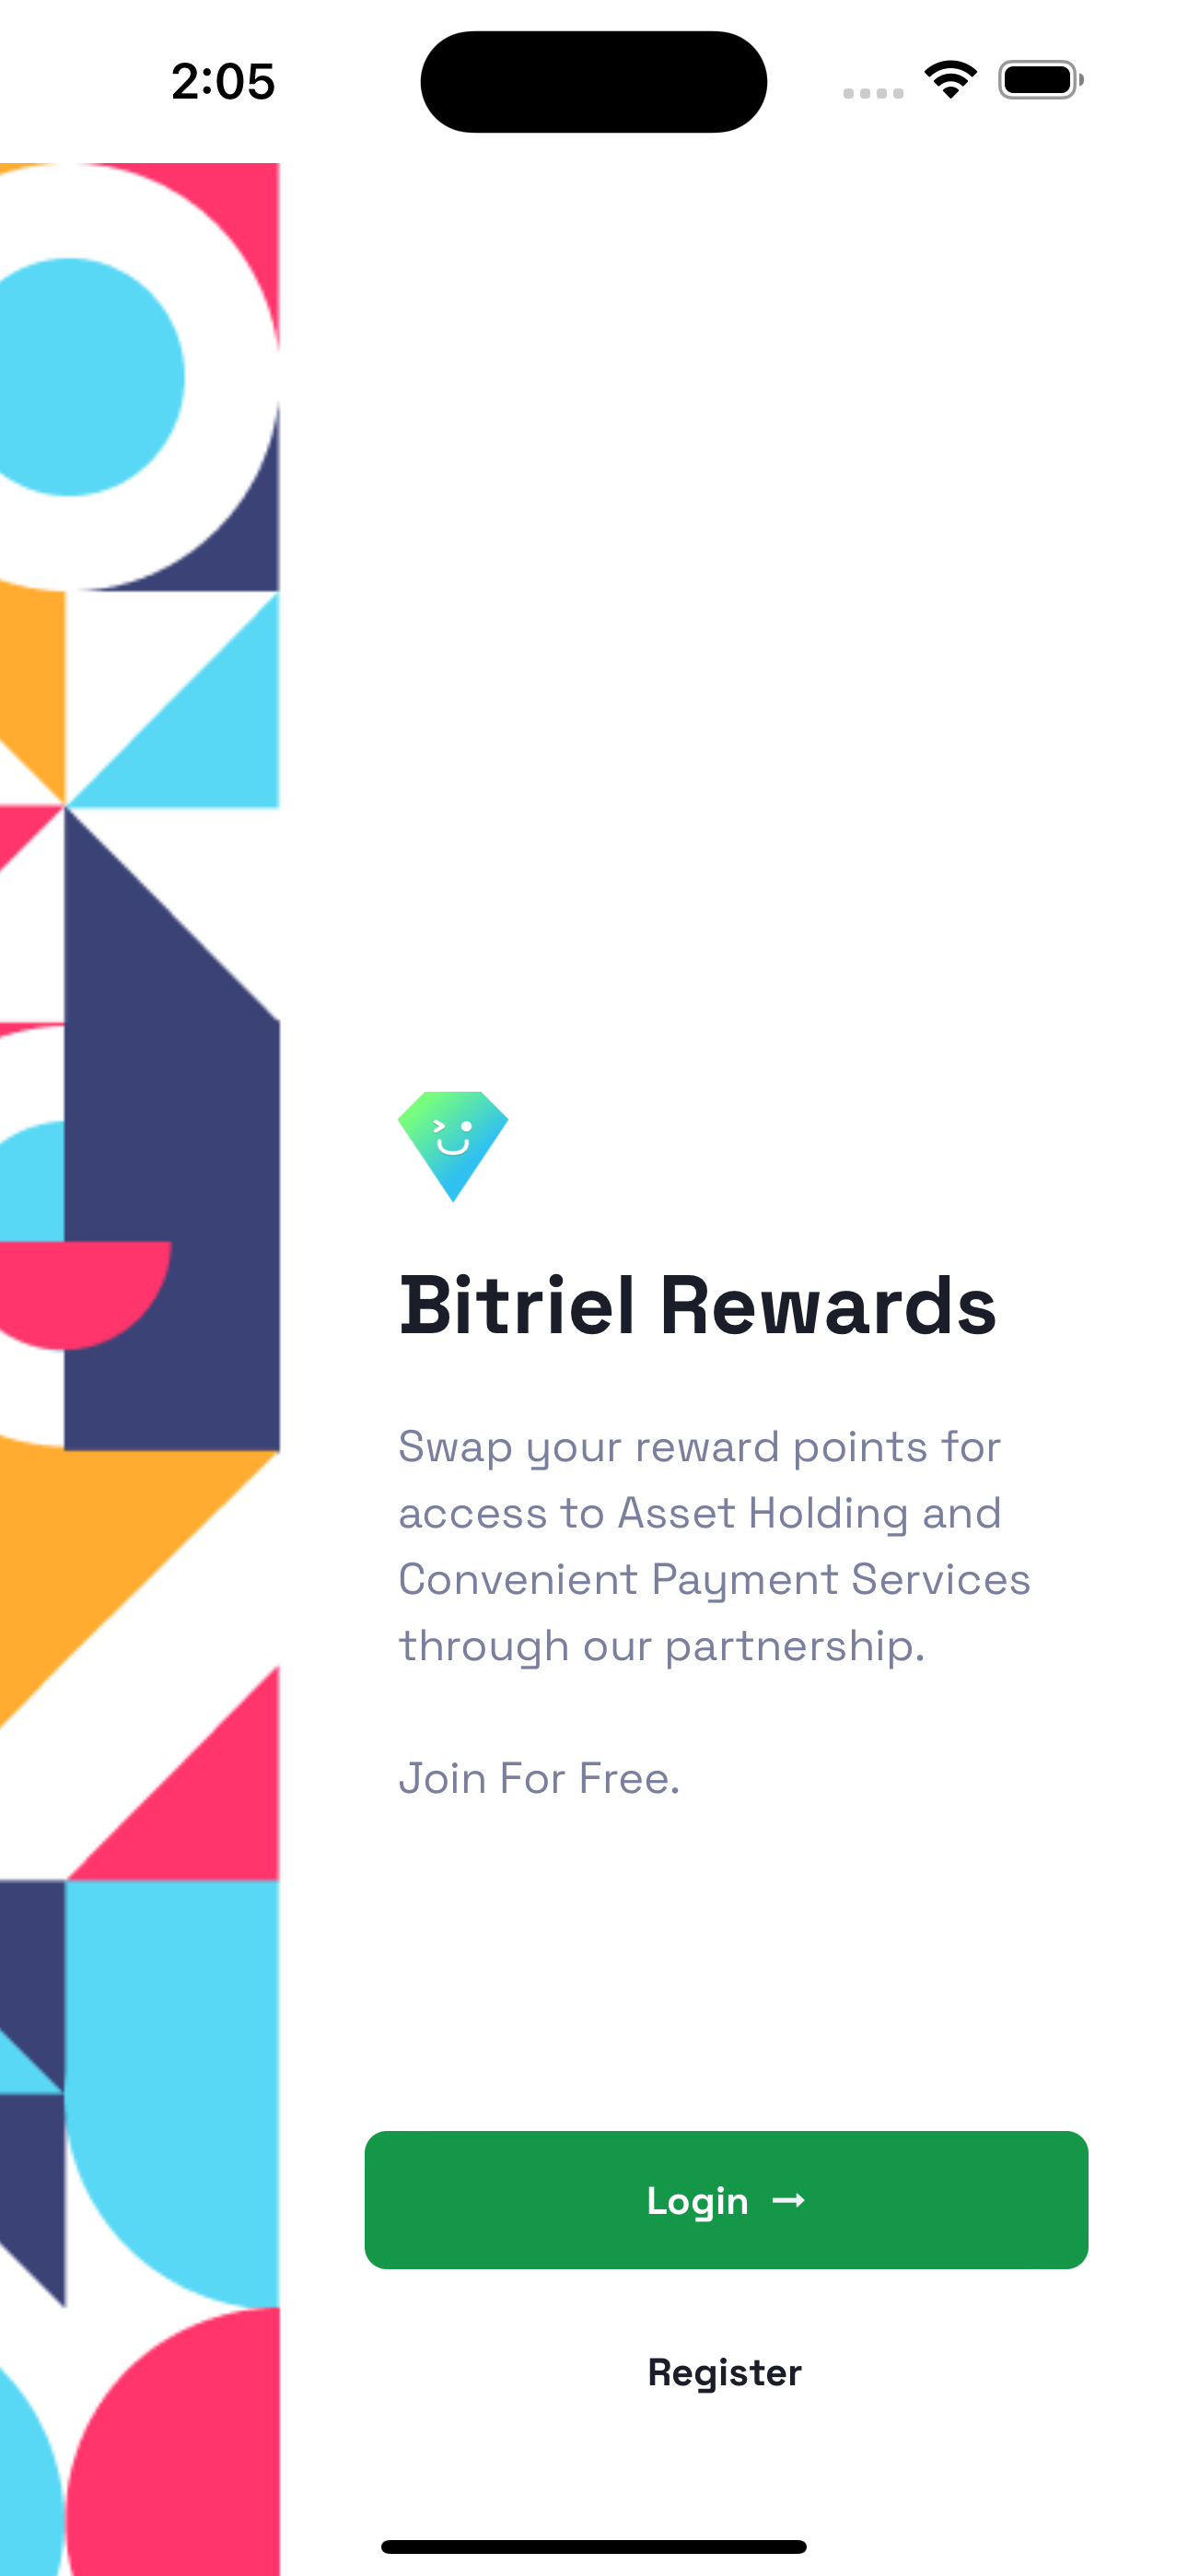 2:05
Bitriel Rewards
Swap your reward points for
access to Asset Holding and
Convenient Payment Services
through our partnership.
Join For Free.
Login →
Register